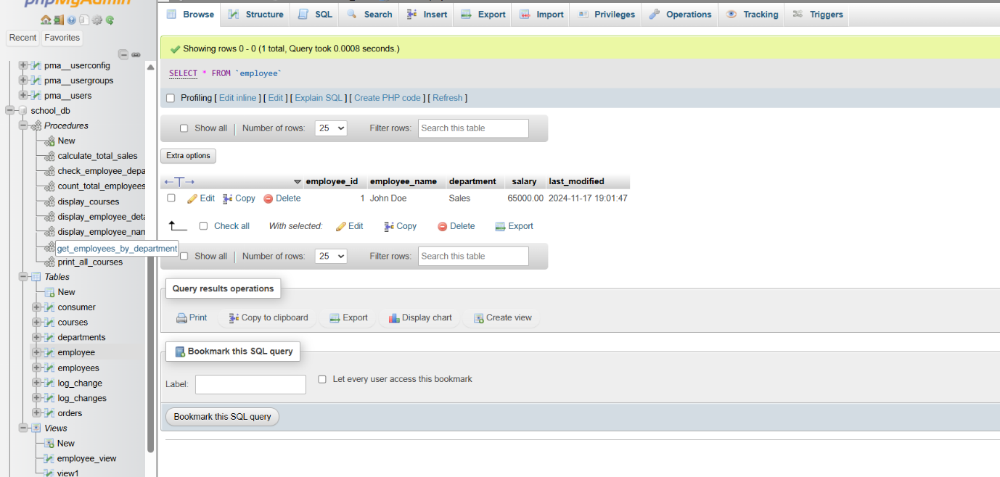 phpMyAdmin
Recent Favorites
pma__userconfig
pma__usergroups
pma__users
school_db
Procedures
New
calculate_total_sales
check_employee_depa
count_total_employees
display_courses
display_employee_deta
display_employee_nam
get_employees_by_department
print_all_courses
Tables
New
consumer
courses
departments
employee
employees
log_change
log_changes
orders
Views
New
employee_view
view1
Browse Structure SQL Search Insert Export Import Privileges Operations Tracking Triggers
Showing rows 0 - 0 (1 total, Query took 0.0008 seconds.)
SELECT * FROM `employee`
Profiling [ Edit inline ] [ Edit ] [ Explain SQL ] [ Create PHP code ] [ Refresh ]
Show all Number of rows: 25 Filter rows: Search this table
Extra options
employee_id employee_name department salary last_modified
Edit Copy Delete 1 John Doe Sales 65000.00 2024-11-17 19:01:47
Check all With selected: Edit Copy Delete Export
Show all Number of rows: 25 Filter rows: Search this table
Query results operations
Print Copy to clipboard Export Display chart Create view
Bookmark this SQL query
Label: Let every user access this bookmark
Bookmark this SQL query